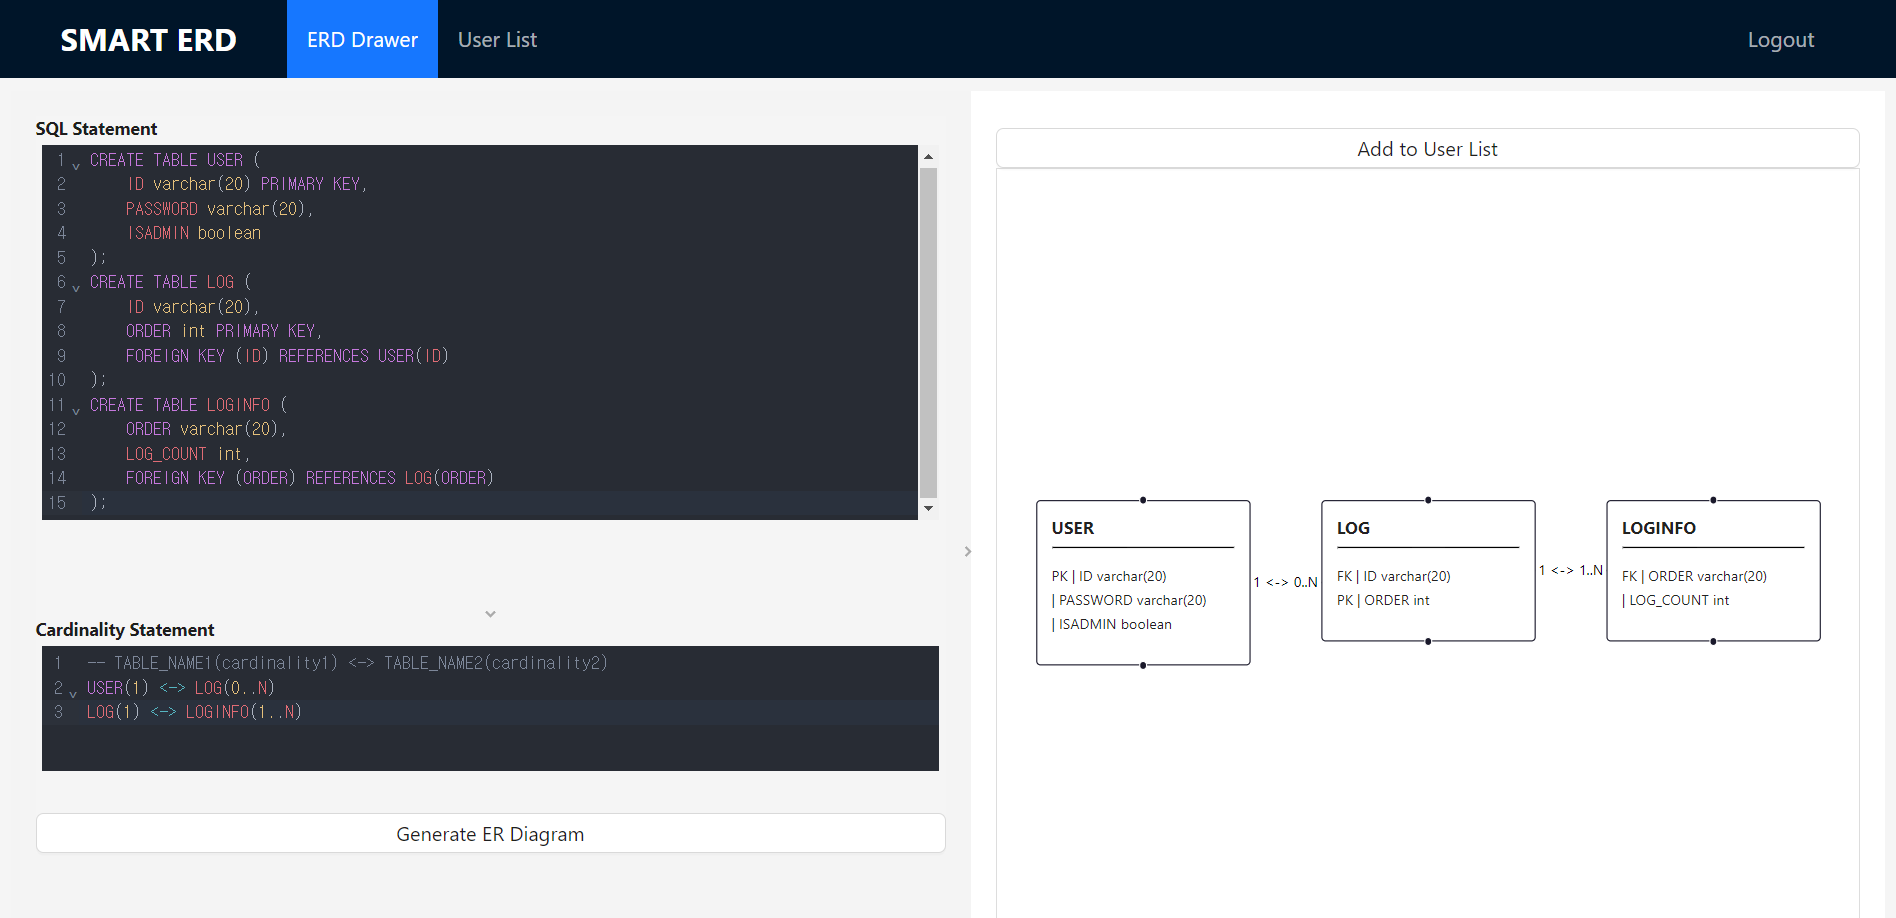 SMART ERD
ERD Drawer
User List
Logout
SQL Statement
1 CREATE TABLE USER (
2 ID varchar(20) PRIMARY KEY,
3 PASSWORD varchar(20),
4 ISADMIN boolean
5 );
6 CREATE TABLE LOG (
7 ID varchar(20),
8 ORDER int PRIMARY KEY,
9 FOREIGN KEY (ID) REFERENCES USER(ID)
10 );
11 CREATE TABLE LOGINFO (
12 ORDER varchar(20),
13 LOG_COUNT int,
14 FOREIGN KEY (ORDER) REFERENCES LOG(ORDER)
15 );
Cardinality Statement
1 -- TABLE_NAME1(cardinality1) <-> TABLE_NAME2(cardinality2)
2 USER(1) <-> LOG(0..N)
3 LOG(1) <-> LOGINFO(1..N)
Generate ER Diagram
Add to User List
USER
PK | ID varchar(20)
| PASSWORD varchar(20)
| ISADMIN boolean
1 <-> 0..N
LOG
FK | ID varchar(20)
PK | ORDER int
1 <-> 1..N
LOGINFO
FK | ORDER varchar(20)
| LOG_COUNT int